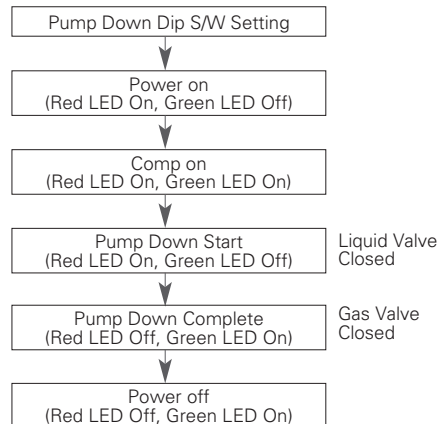 Pump Down Dip S/W Setting
Power on
(Red LED On, Green LED Off)
Comp on
(Red LED On, Green LED On)
Pump Down Start
(Red LED On, Green LED Off)
Liquid Valve
Closed
Pump Down Complete
(Red LED Off, Green LED On)
Gas Valve
Closed
Power off
(Red LED Off, Green LED On)